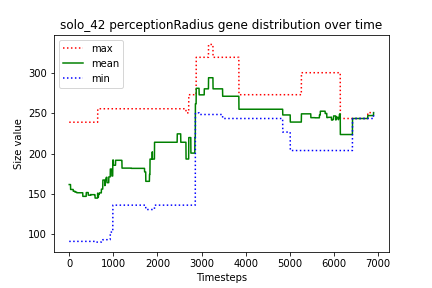 solo_42 perceptionRadius gene distribution over time
max
mean
min
Size value
300
250
200
150
100
0
1000
2000
3000
4000
5000
6000
7000
Timesteps